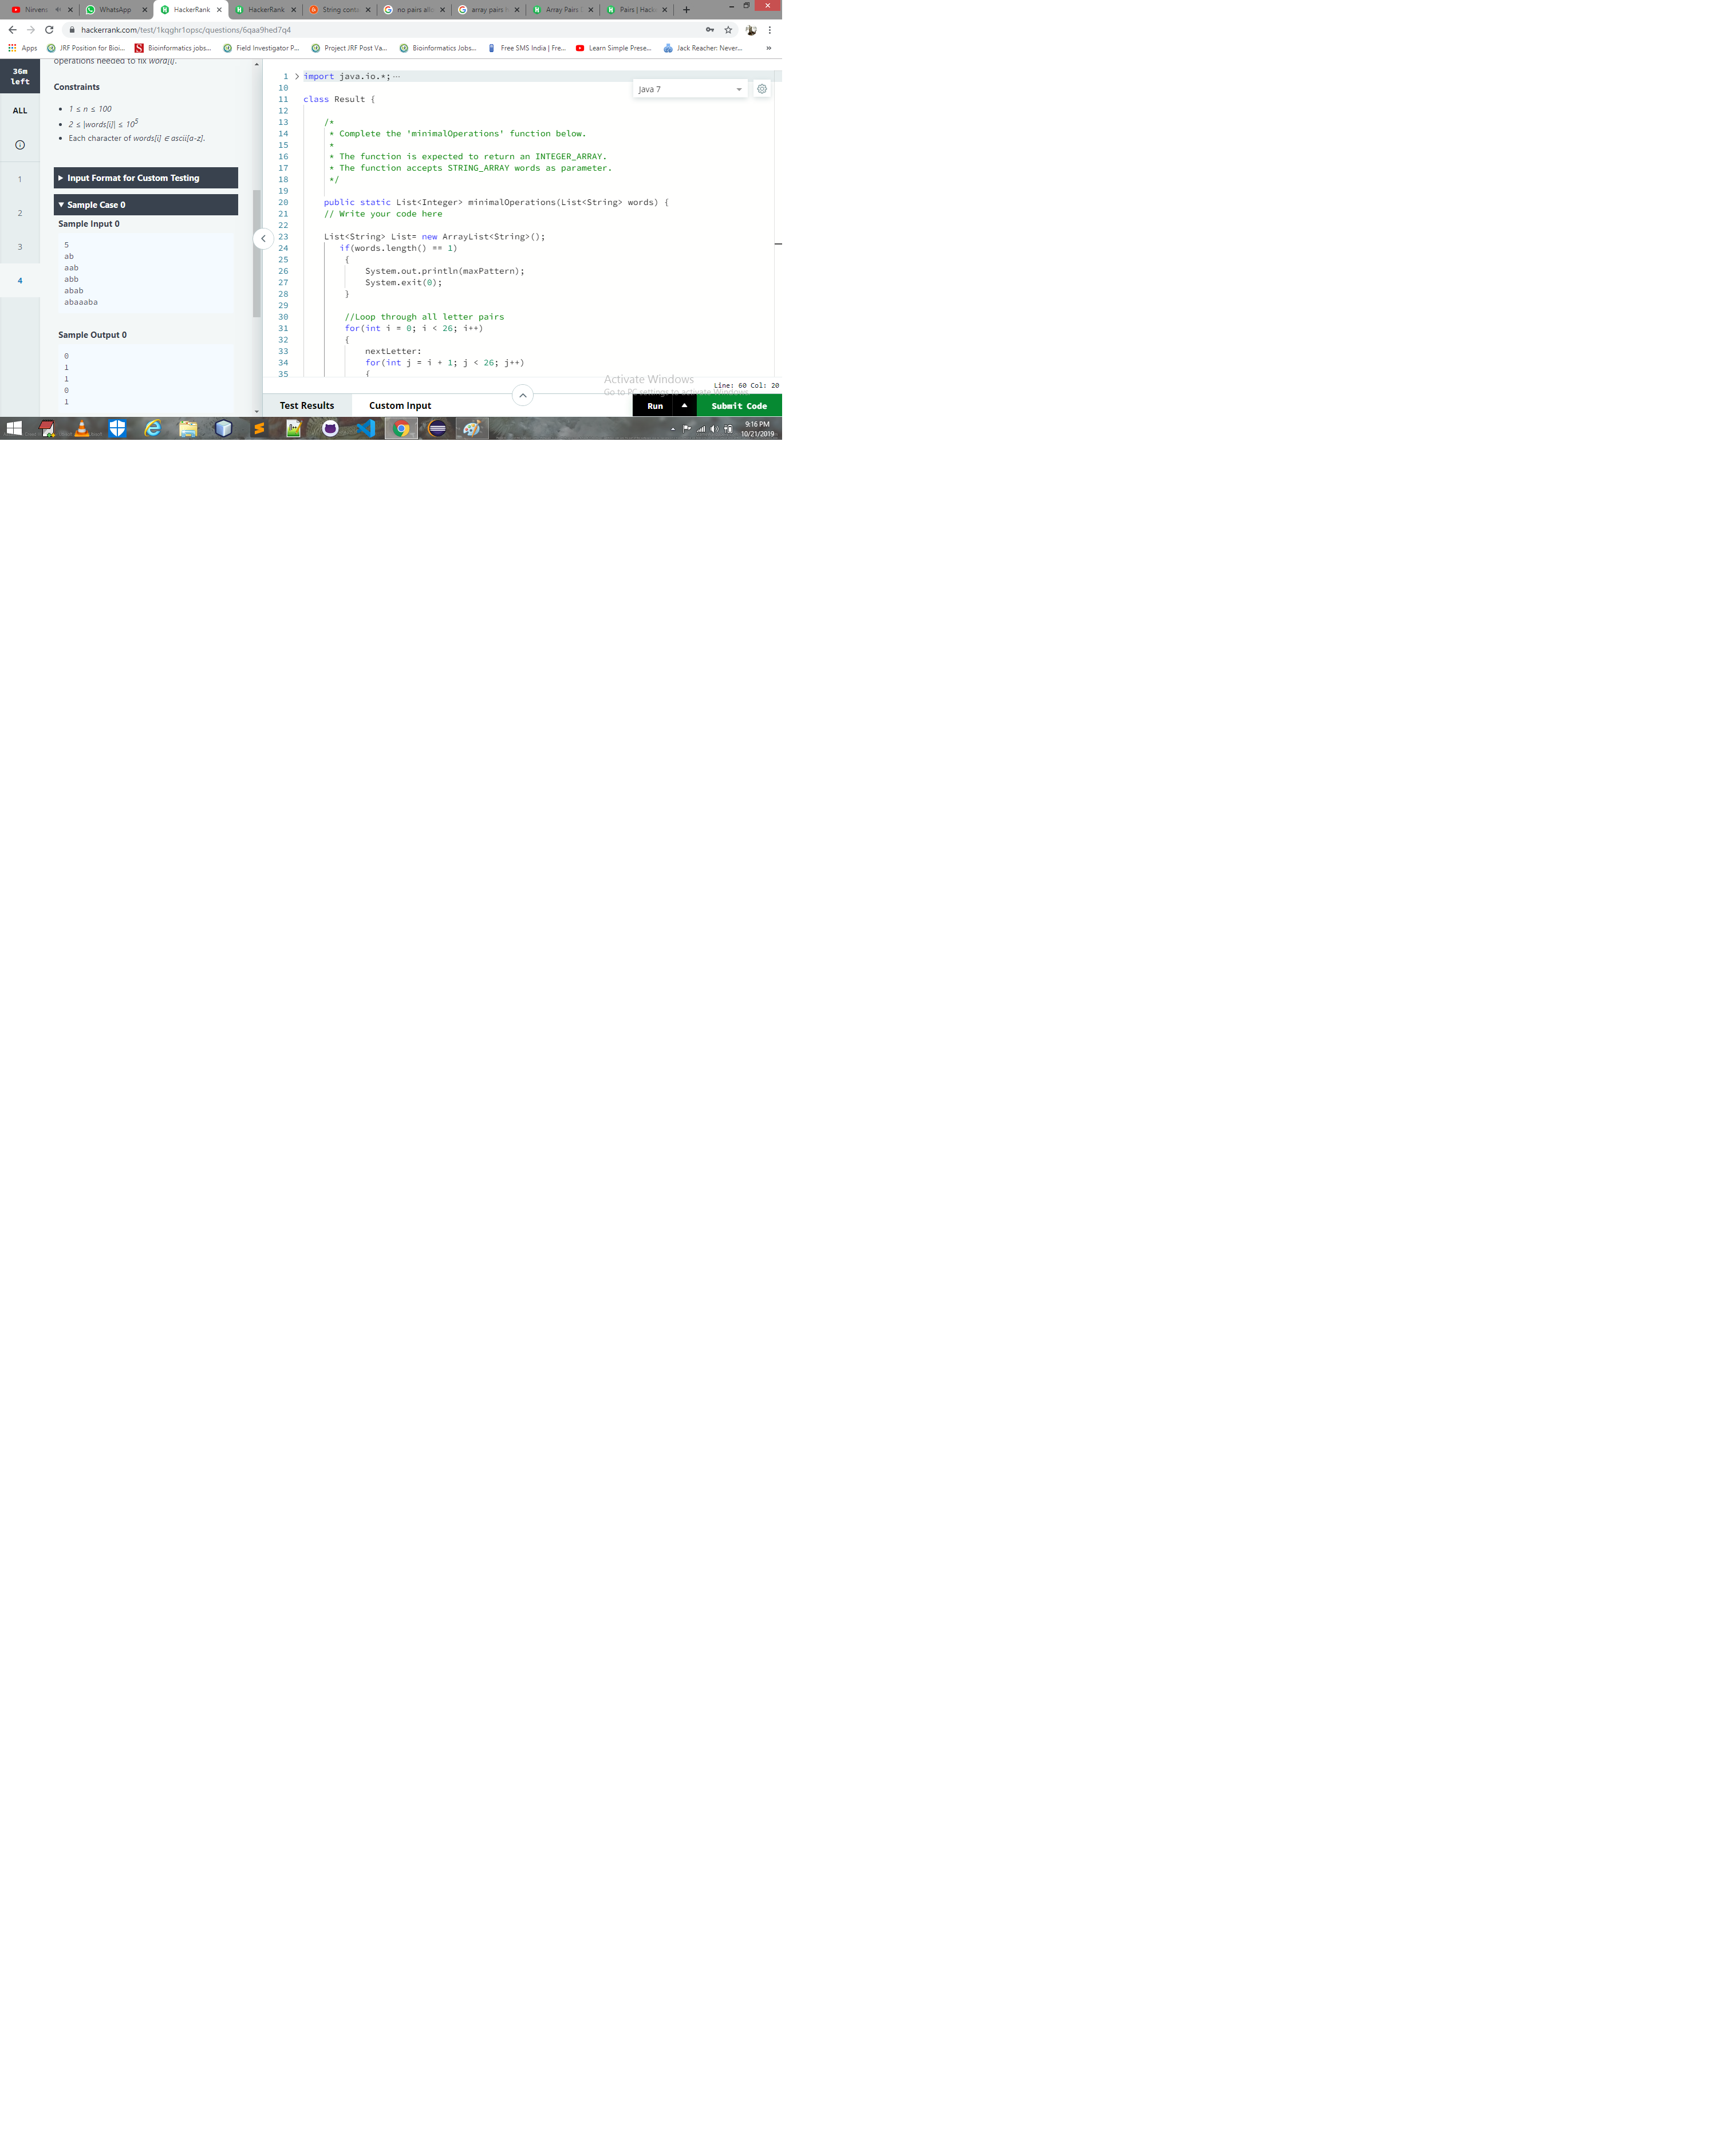 Nirvana
WhatsApp
HackerRank
HackerRank
String conta
no pairs allo
array pairs
Array Pairs
Pairs | Hack
hackerrank.com/test/1kqghr1opsc/questions/6qaa9hed7q4
Apps
JRF Position for Bioi...
Bioinformatics jobs...
Field Investigator P...
Project JRF Post Va...
Bioinformatics Jobs...
Free SMS India | Fre...
Learn Simple Prese...
Jack Reacher: Never...
»
36m
left
ALL
1
2
3
4
operations needed to fix word[i].
Constraints
• 1 ≤ n ≤ 100
• 2 ≤ |words[i]| ≤ 10⁵
• Each character of words[i] ∈ ascii[a-z].
Input Format for Custom Testing
Sample Case 0
Sample Input 0
5
ab
aab
abb
abab
abaaaba
Sample Output 0
0
1
1
0
1
Java 7
1 import java.io.*;···
10
11 class Result {
12
13 /*
14 * Complete the 'minimalOperations' function below.
15 *
16 * The function is expected to return an INTEGER_ARRAY.
17 * The function accepts STRING_ARRAY words as parameter.
18 */
19
20 public static List<Integer> minimalOperations(List<String> words) {
21 // Write your code here
22
23 List<String> List= new ArrayList<String>();
24 if(words.length() == 1)
25 {
26 System.out.println(maxPattern);
27 System.exit(0);
28 }
29
30 //Loop through all letter pairs
31 for(int i = 0; i < 26; i++)
32 {
33 nextLetter:
34 for(int j = i + 1; j < 26; j++)
35 {
Activate Windows
Go to PC settings to activate Windows.
Line: 60 Col: 20
Test Results
Custom Input
Run
Submit Code
9:16 PM
10/21/2019